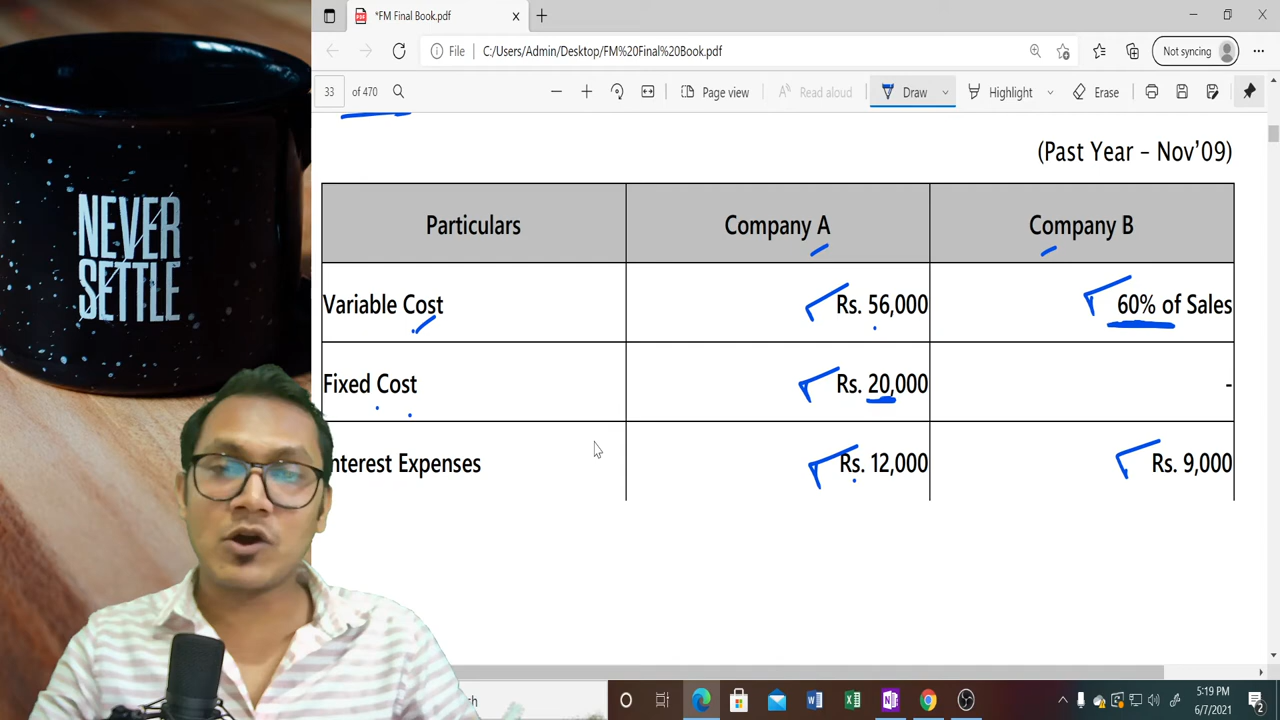 *FM Final Book.pdf
File C:/Users/Admin/Desktop/FM%20Final%20Book.pdf Not syncing
33 of 470 Page view Read aloud Draw Highlight Erase
(Past Year – Nov'09)
Particulars Company A Company B
Variable Cost Rs. 56,000 60% of Sales
Fixed Cost Rs. 20,000 -
nterest Expenses Rs. 12,000 Rs. 9,000
NEVER
SETTLE
5:19 PM
6/7/2021